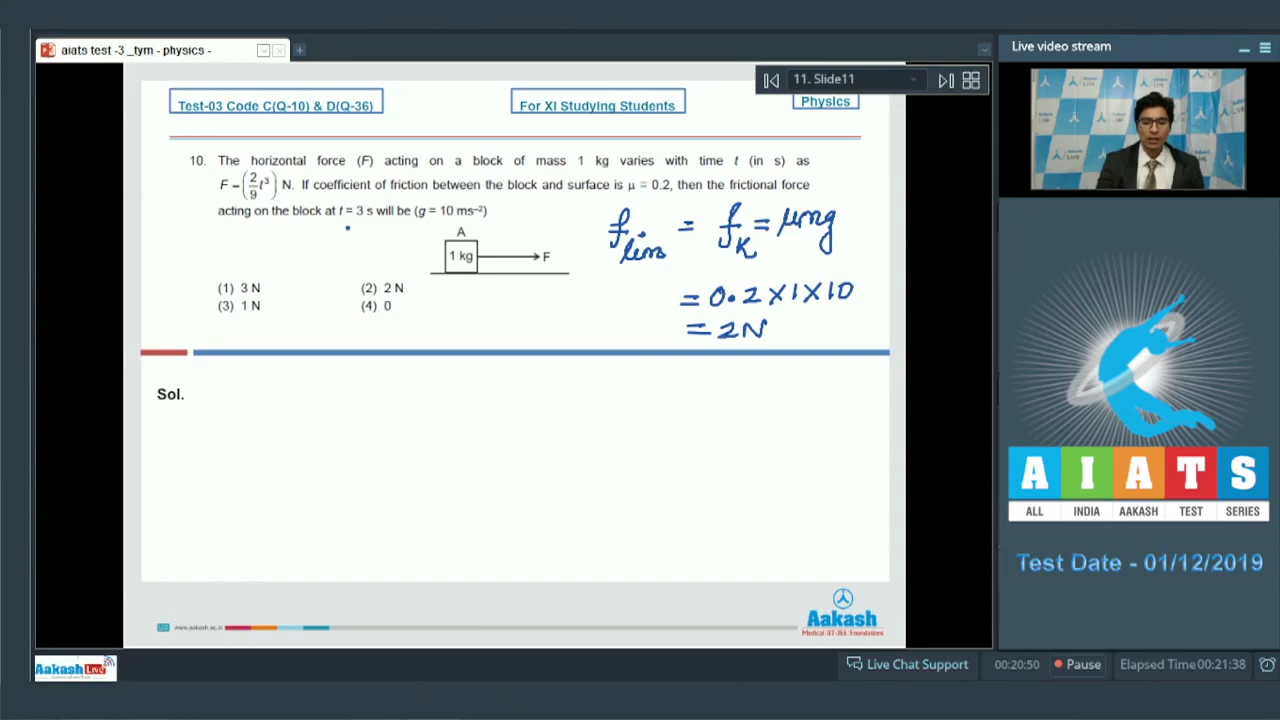 aiats test -3 _tym - physics -
Live video stream
11. Slide11
Test-03 Code C(Q-10) & D(Q-36)
For XI Studying Students
Physics
10. The horizontal force (F) acting on a block of mass 1 kg varies with time t (in s) as
F = (2/9 t³) N. If coefficient of friction between the block and surface is μ = 0.2, then the frictional force
acting on the block at t = 3 s will be (g = 10 ms⁻²)
A
1 kg
F
(1) 3 N
(2) 2 N
(3) 1 N
(4) 0
f lim = f K = μmg
= 0.2 × 1 × 10
= 2N
Sol.
www.aakash.ac.in
Aakash
Medical|IIT-JEE|Foundations
A I A T S
ALL INDIA AAKASH TEST SERIES
Test Date - 01/12/2019
Aakash Live
Live Chat Support
00:20:50
Pause
Elapsed Time 00:21:38